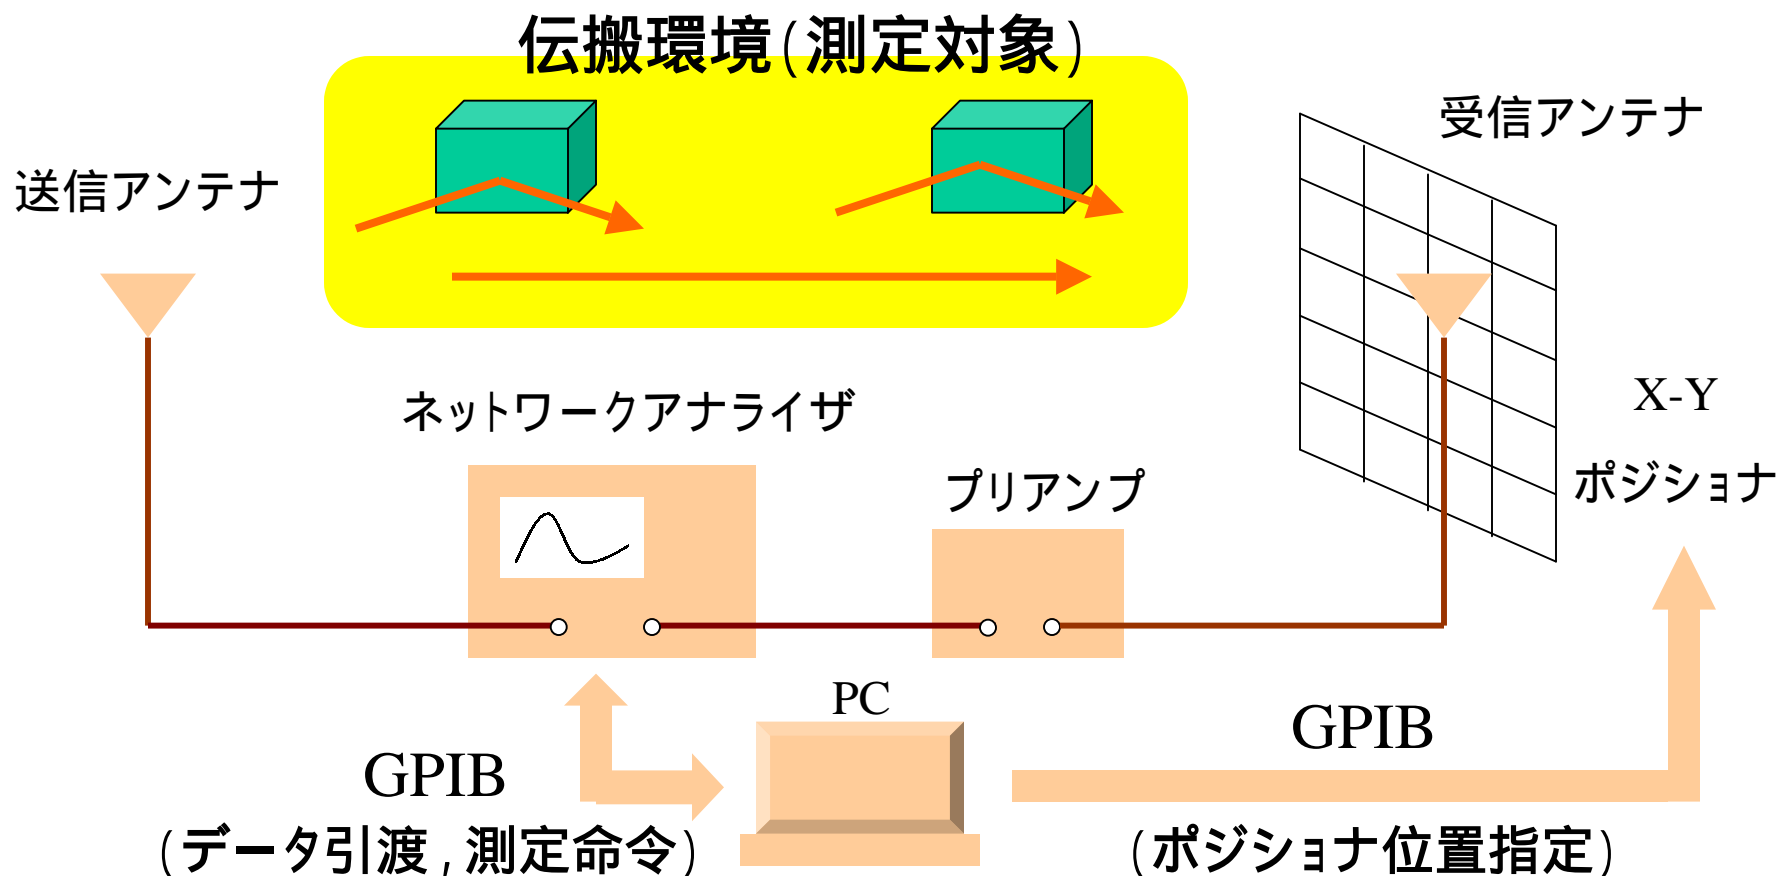 伝搬環境(測定対象)
受信アンテナ
送信アンテナ
ネットワークアナライザ
X-Y
ポジショナ
プリアンプ
PC
GPIB
GPIB
(データ引渡,測定命令)
(ポジショナ位置指定)